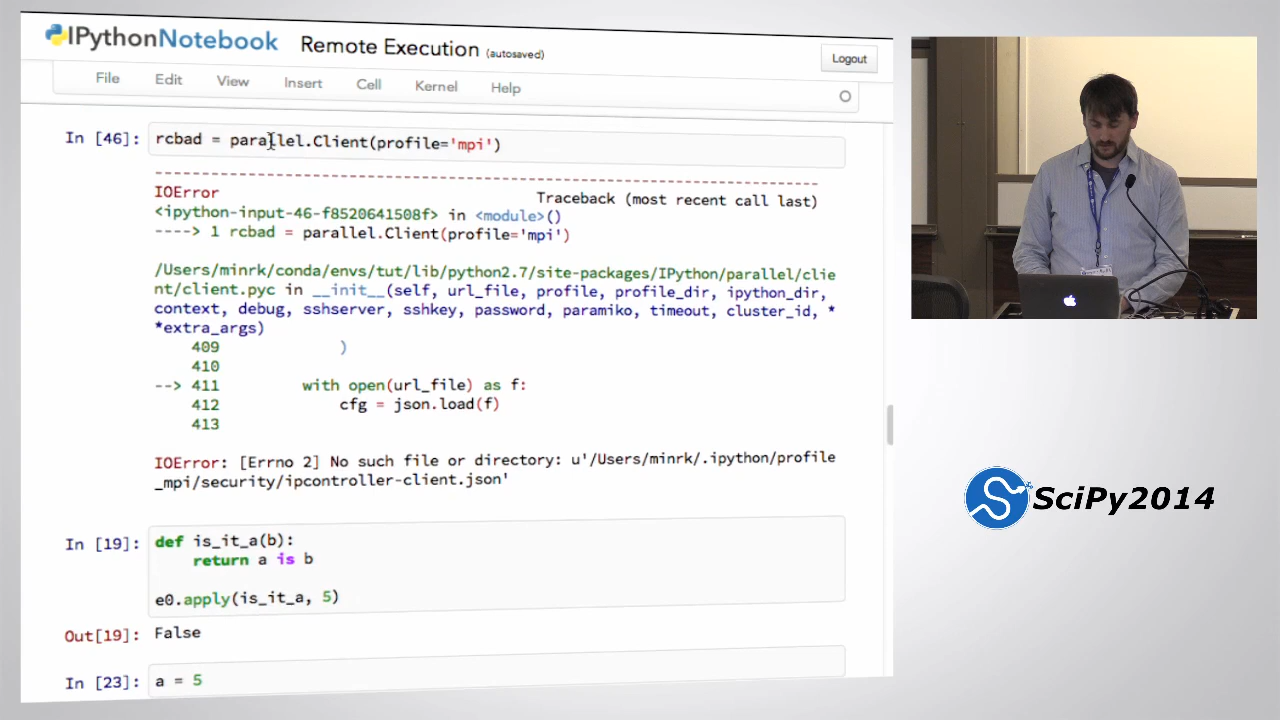 IPythonNotebook Remote Execution (autosaved) Logout
File Edit View Insert Cell Kernel Help
In [46]: rcbad = parallel.Client(profile='mpi')
---------------------------------------------------------------------------
IOError Traceback (most recent call last)
<ipython-input-46-f8520641508f> in <module>()
----> 1 rcbad = parallel.Client(profile='mpi')
/Users/minrk/conda/envs/tut/lib/python2.7/site-packages/IPython/parallel/clie
nt/client.pyc in __init__(self, url_file, profile, profile_dir, ipython_dir,
context, debug, sshserver, sshkey, password, paramiko, timeout, cluster_id, *
*extra_args)
409 )
410
--> 411 with open(url_file) as f:
412 cfg = json.load(f)
413
IOError: [Errno 2] No such file or directory: u'/Users/minrk/.ipython/profile
_mpi/security/ipcontroller-client.json'
In [19]: def is_it_a(b):
return a is b
e0.apply(is_it_a, 5)
Out[19]: False
In [23]: a = 5
SciPy2014